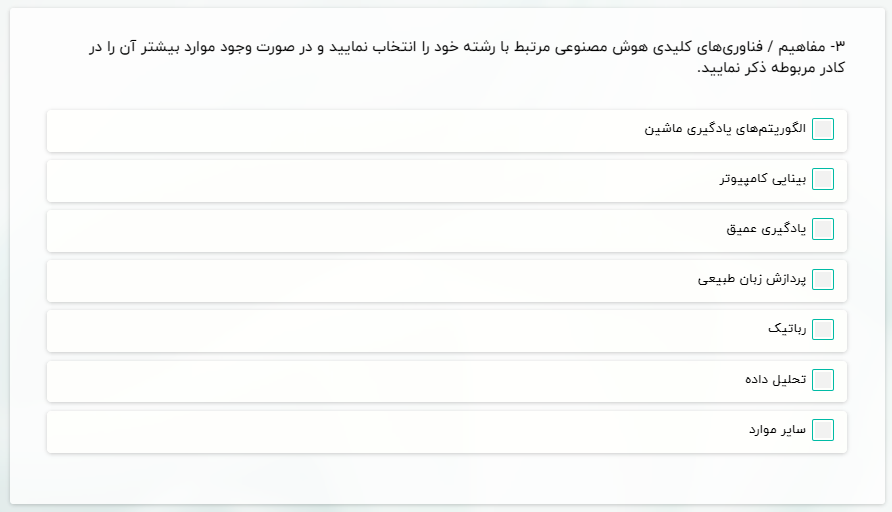 ۳- مفاهیم / فناوری‌های کلیدی هوش مصنوعی مرتبط با رشته خود را انتخاب نمایید و در صورت وجود موارد بیشتر آن را در
کادر مربوطه ذکر نمایید.
الگوریتم‌های یادگیری ماشین
بینایی کامپیوتر
یادگیری عمیق
پردازش زبان طبیعی
رباتیک
تحلیل داده
سایر موارد